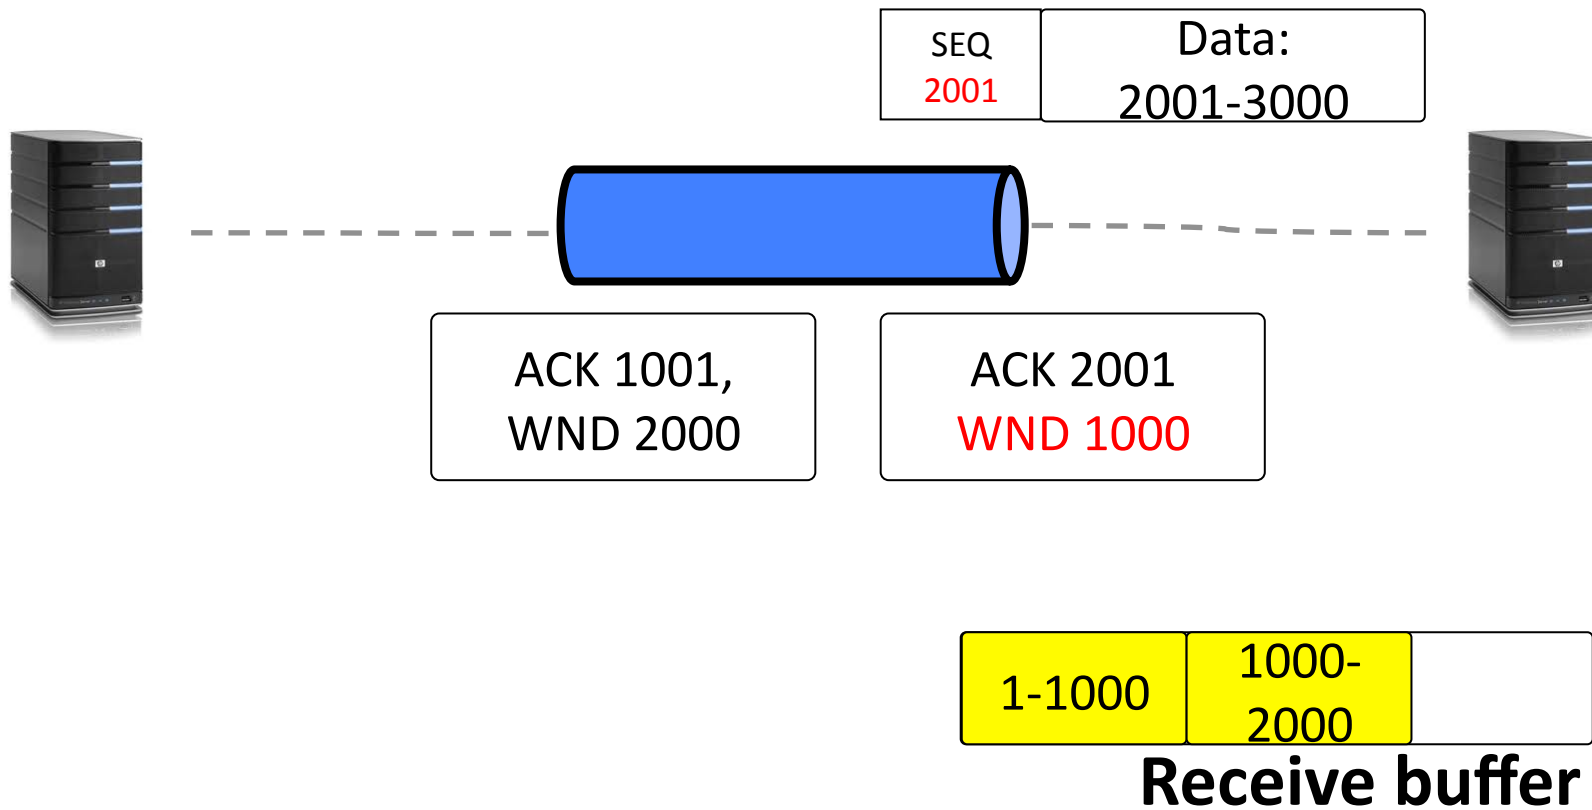 SEQ
2001
Data:
2001-3000
ACK 1001,
WND 2000
ACK 2001
WND 1000
1-1000
1000-
2000
Receive buffer